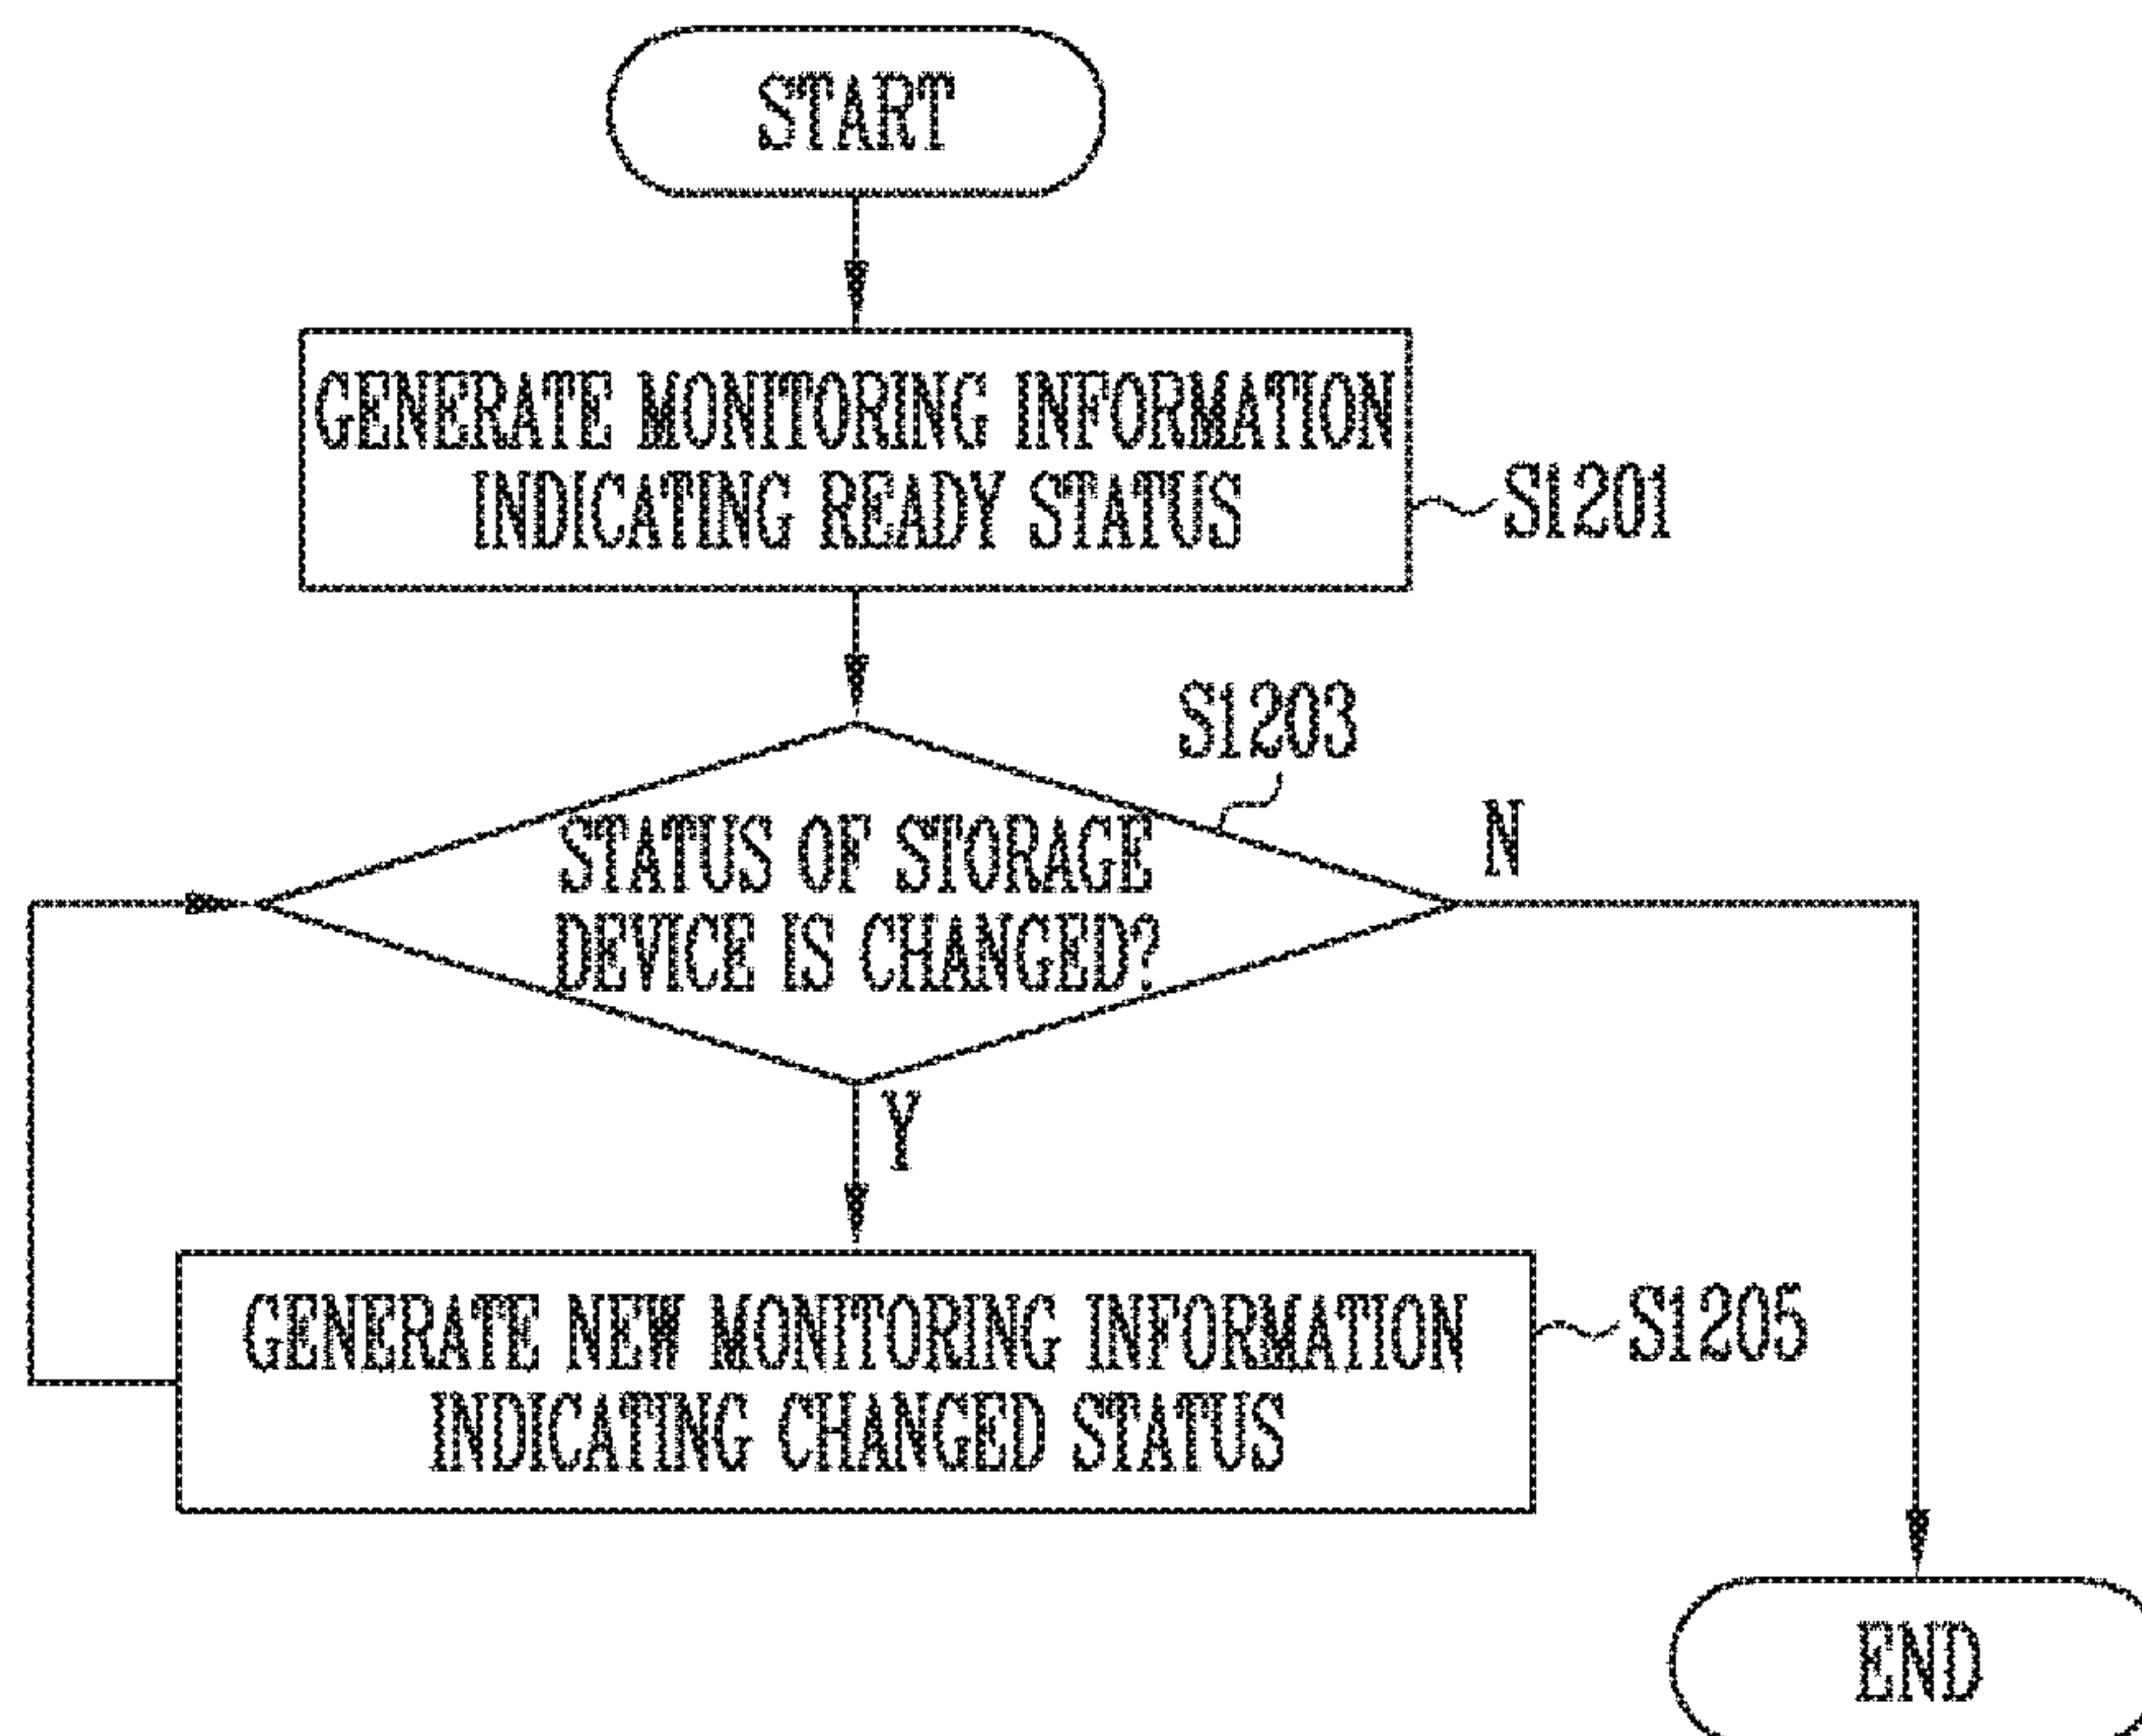 START
GENERATE MONITORING INFORMATION
INDICATING READY STATUS
S1201
S1203
STATUS OF STORAGE
DEVICE IS CHANGED?
N
Y
GENERATE NEW MONITORING INFORMATION
INDICATING CHANGED STATUS
S1205
END